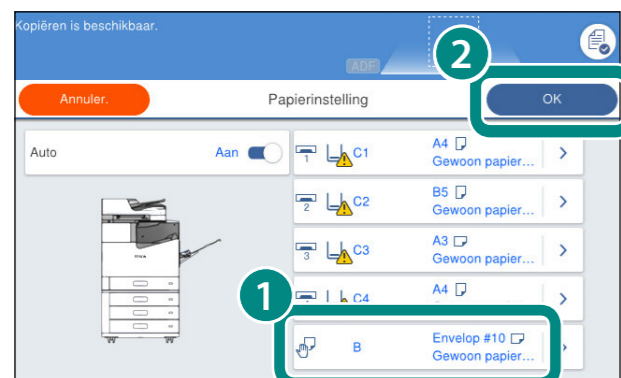 Kopiëren is beschikbaar.
ADF
2
Annuler.
Papierinstelling
OK
Auto
Aan
1
C1
A4
Gewoon papier...
2
C2
B5
Gewoon papier...
3
C3
A3
Gewoon papier...
1
C4
A4
B
Envelop #10
Gewoon papier...